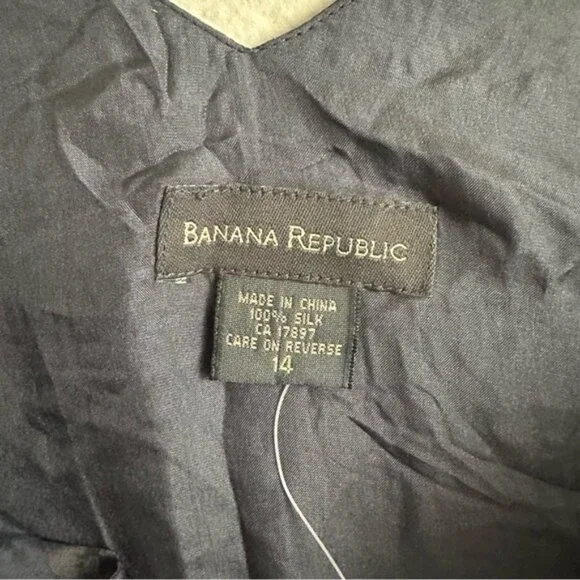 BANANA REPUBLIC
MADE IN CHINA
100% SILK
CA 17897
CARE ON REVERSE
14